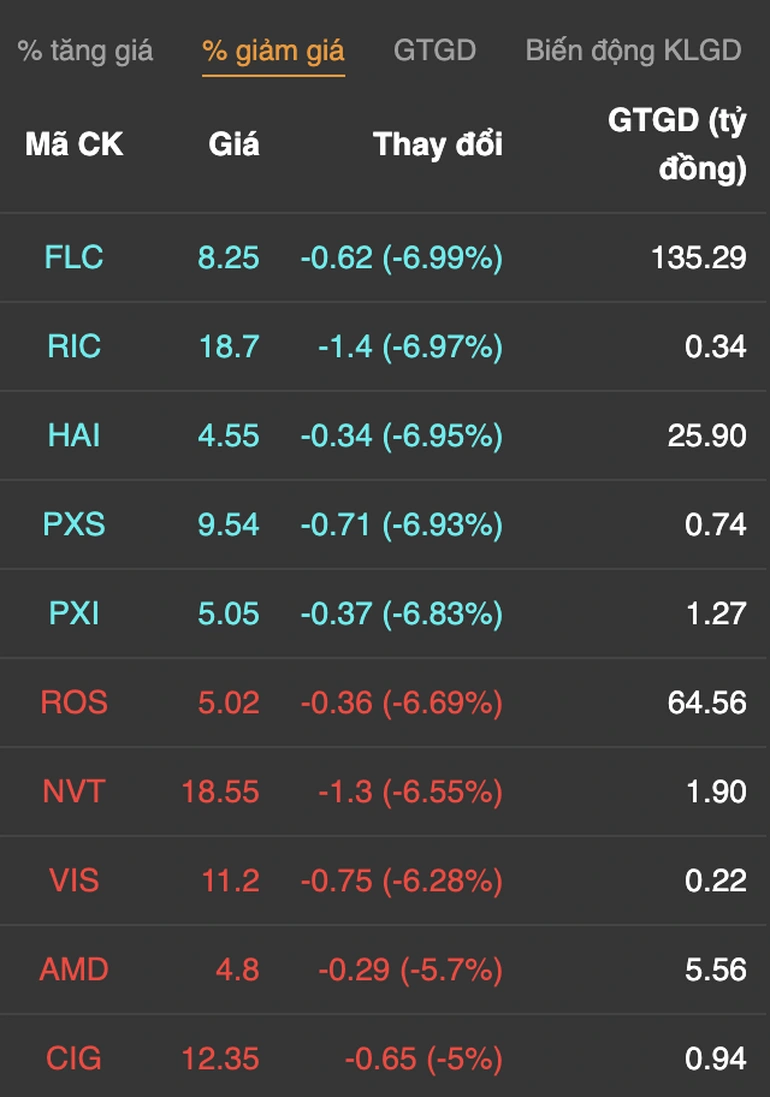 % tăng giá % giảm giá GTGD Biến động KLGD
Mã CK Giá Thay đổi GTGD (tỷ
đồng)
FLC 8.25 -0.62 (-6.99%) 135.29
RIC 18.7 -1.4 (-6.97%) 0.34
HAI 4.55 -0.34 (-6.95%) 25.90
PXS 9.54 -0.71 (-6.93%) 0.74
PXI 5.05 -0.37 (-6.83%) 1.27
ROS 5.02 -0.36 (-6.69%) 64.56
NVT 18.55 -1.3 (-6.55%) 1.90
VIS 11.2 -0.75 (-6.28%) 0.22
AMD 4.8 -0.29 (-5.7%) 5.56
CIG 12.35 -0.65 (-5%) 0.94